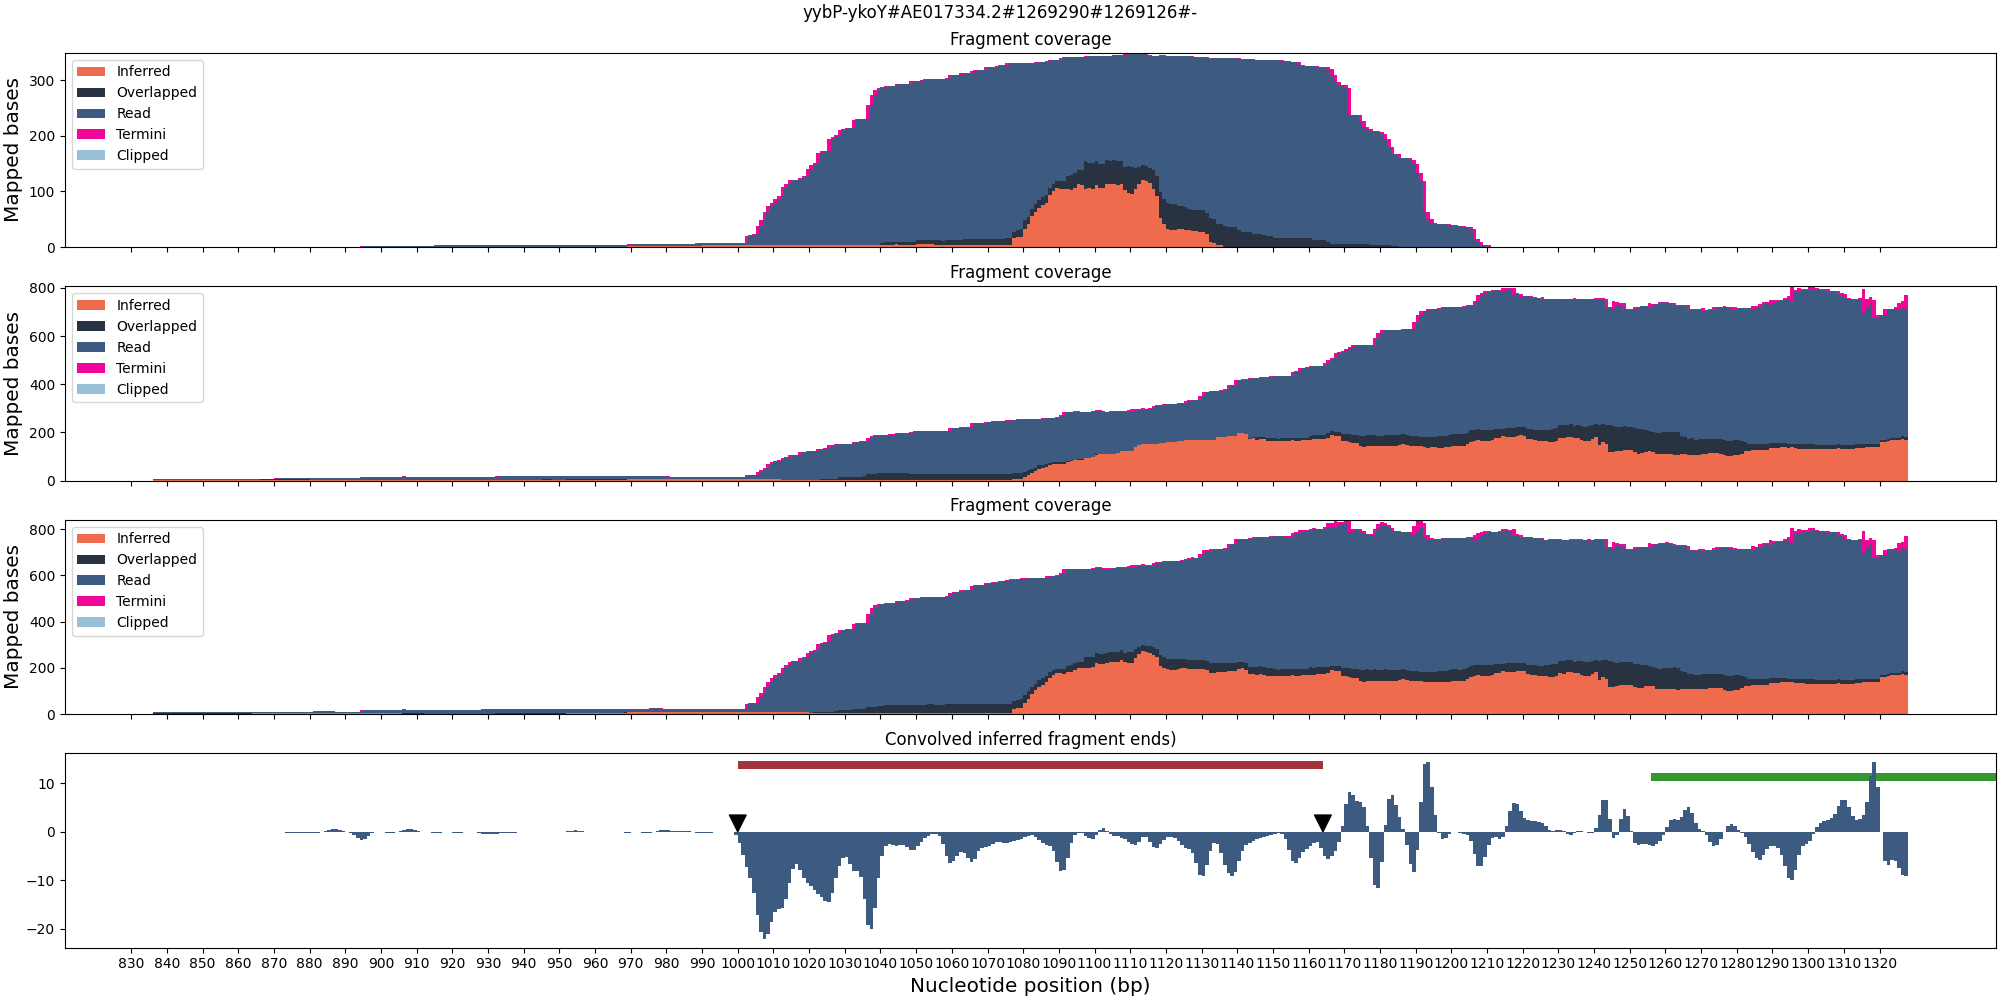 yybP-ykoY#AE017334.2#1269290#1269126#-
Fragment coverage
Mapped bases
300
200
100
0
Inferred
Overlapped
Read
Termini
Clipped
Fragment coverage
Mapped bases
800
600
400
200
0
Inferred
Overlapped
Read
Termini
Clipped
Fragment coverage
Mapped bases
800
600
400
200
0
Inferred
Overlapped
Read
Termini
Clipped
Convolved inferred fragment ends)
10
0
−10
−20
830 840 850 860 870 880 890 900 910 920 930 940 950 960 970 980 990 1000 1010 1020 1030 1040 1050 1060 1070 1080 1090 1100 1110 1120 1130 1140 1150 1160 1170 1180 1190 1200 1210 1220 1230 1240 1250 1260 1270 1280 1290 1300 1310 1320
Nucleotide position (bp)